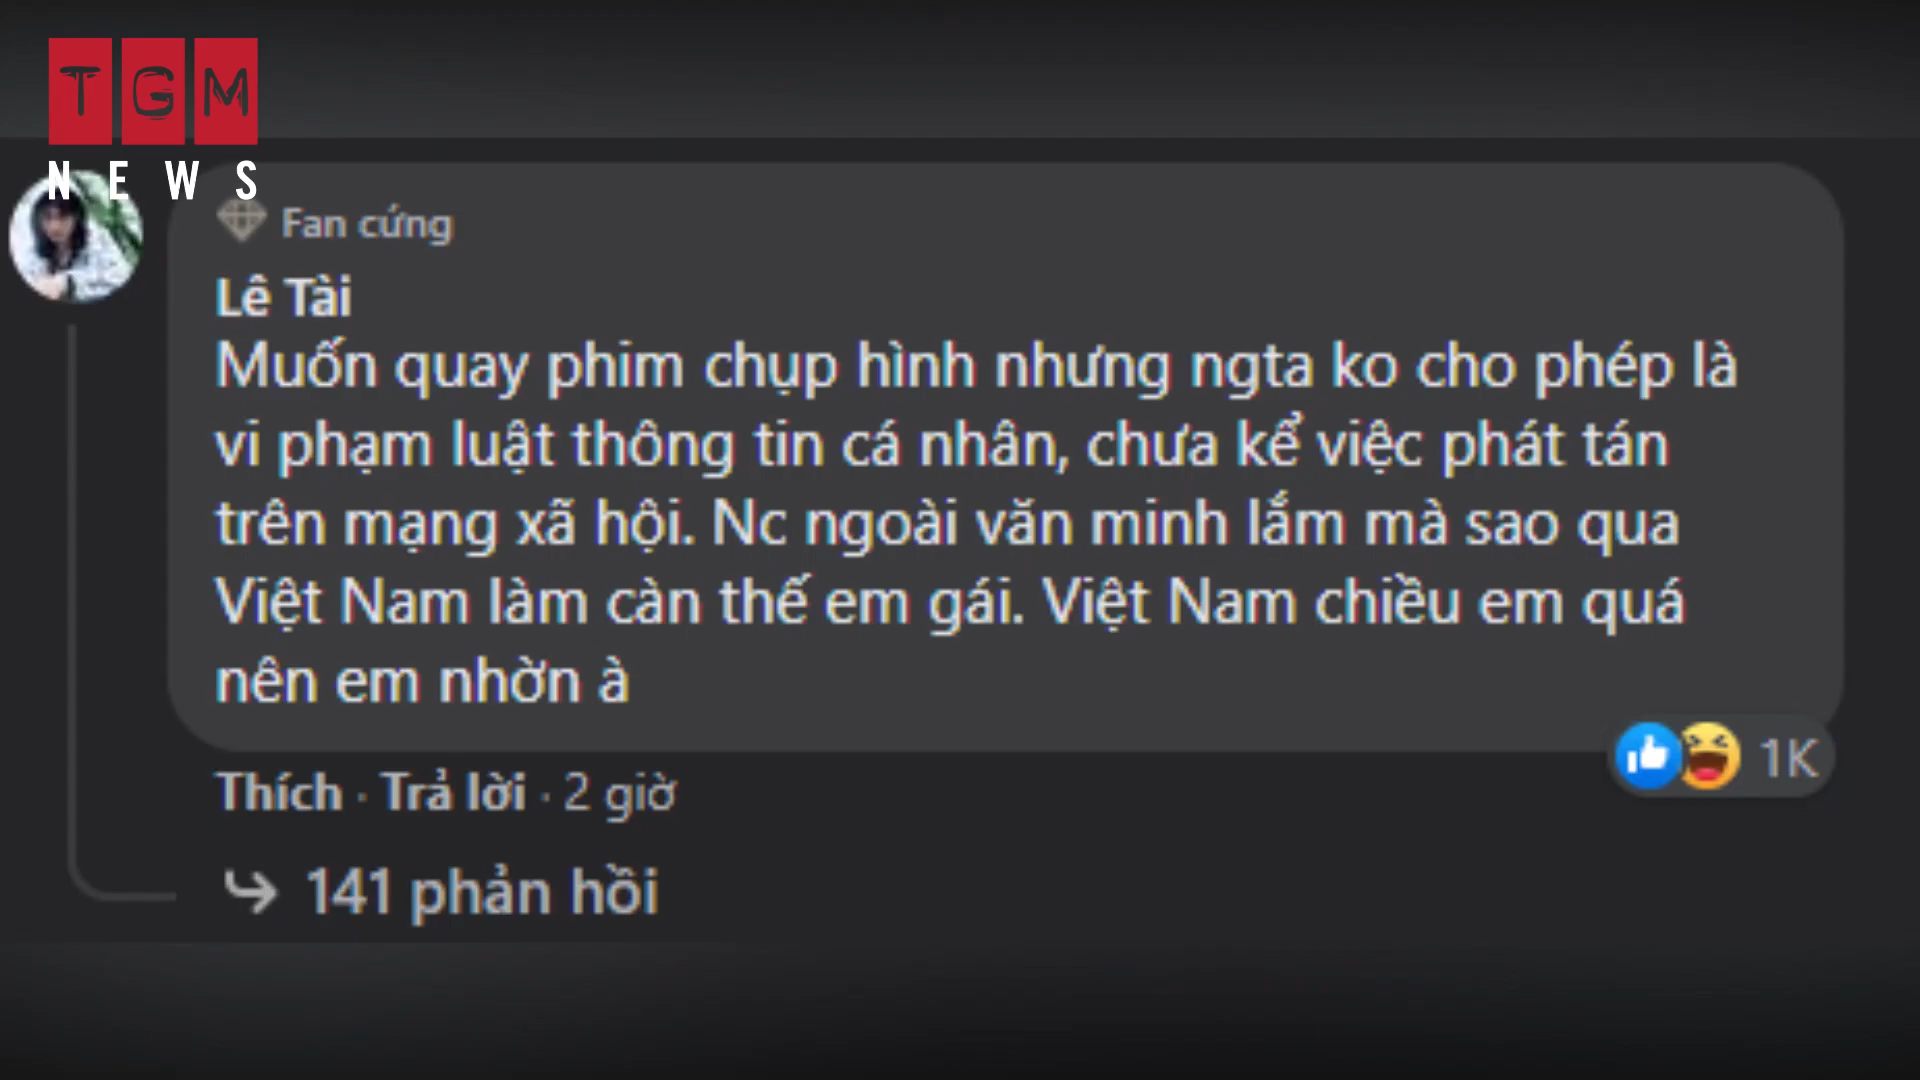 TGM
NEWS
Fan cứng
Lê Tài
Muốn quay phim chụp hình nhưng ngta ko cho phép là
vi phạm luật thông tin cá nhân, chưa kể việc phát tán
trên mạng xã hội. Nc ngoài văn minh lắm mà sao qua
Việt Nam làm càn thế em gái. Việt Nam chiều em quá
nên em nhờn à
1K
Thích · Trả lời · 2 giờ
141 phản hồi